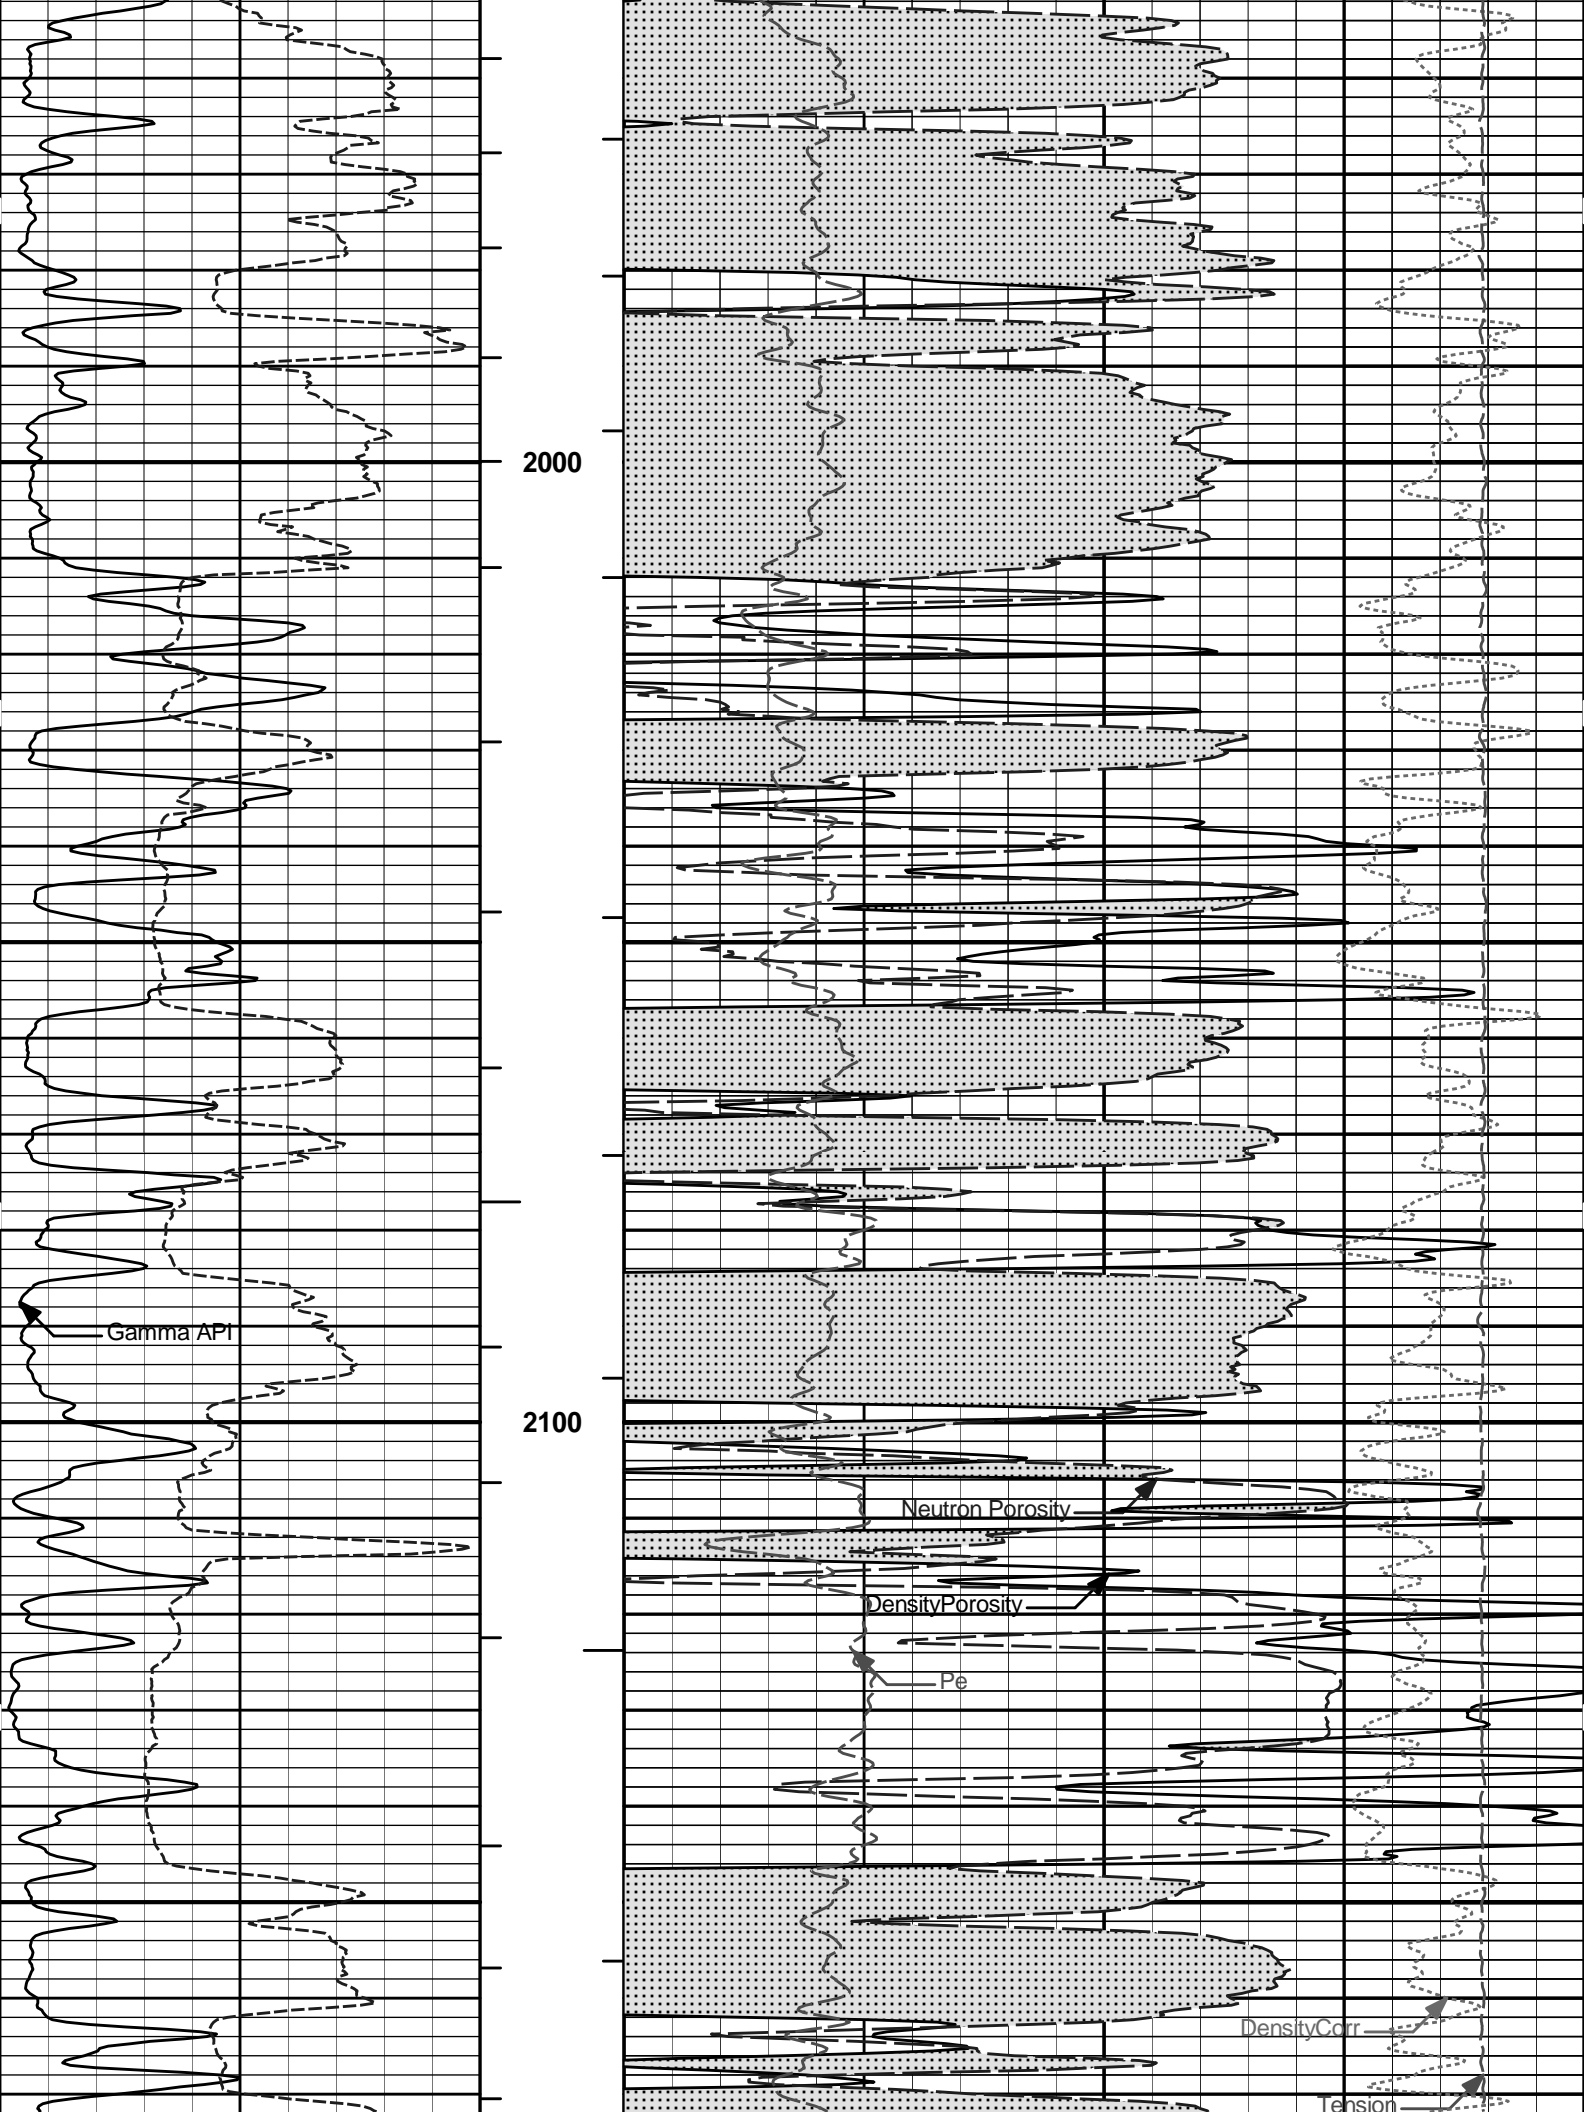 2000
Gamma API
2100
Neutron Porosity
DensityPorosity
Pe
DensityCorr
Tension